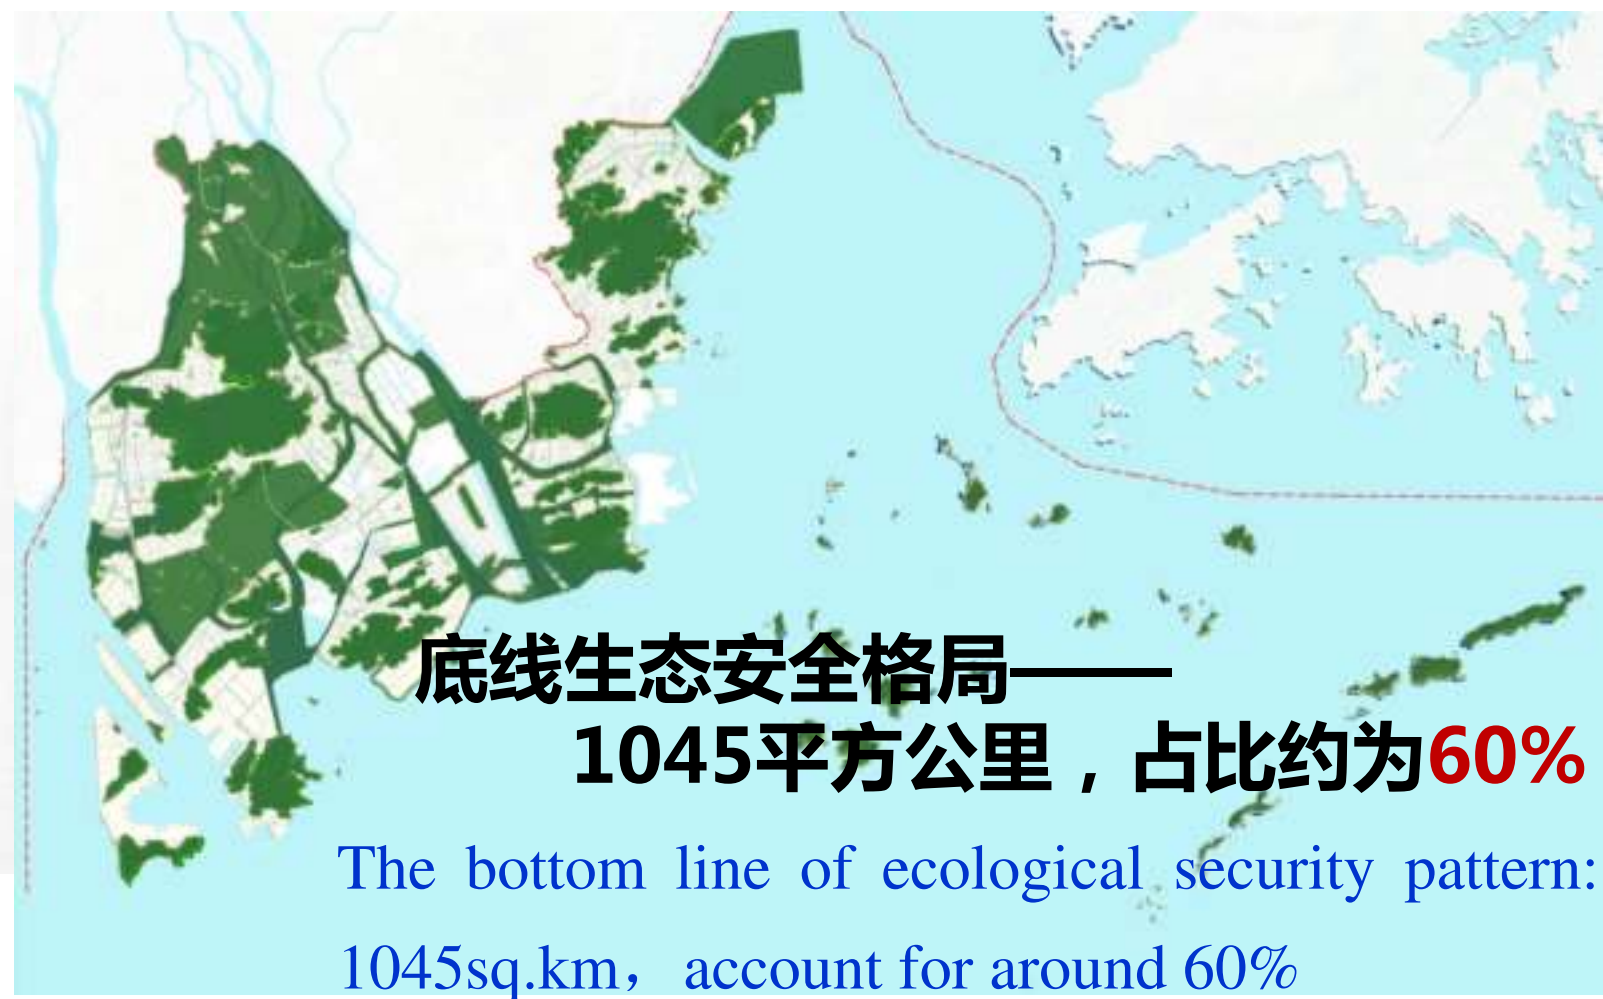 底线生态安全格局——
1045平方公里，占比约为60%
The bottom line of ecological security pattern:
1045sq.km，account for around 60%